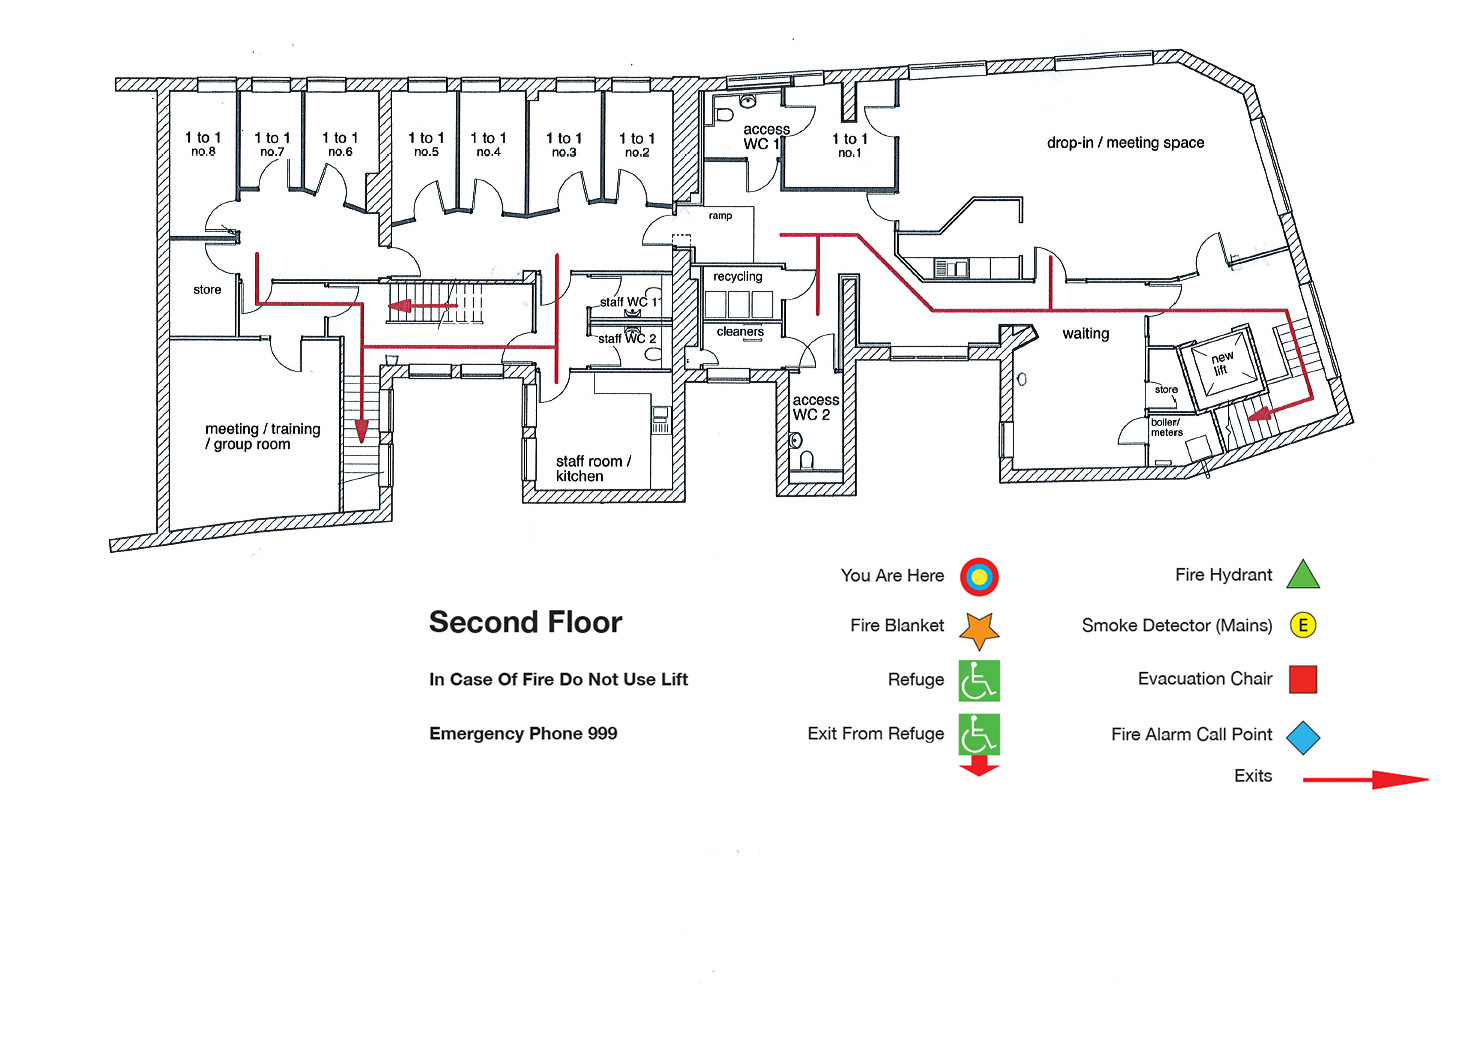 1 to 1
no.8
1 to 1
no.7
1 to 1
no.6
1 to 1
no.5
1 to 1
no.4
1 to 1
no.3
1 to 1
no.2
access
WC 1
1 to 1
no.1
drop-in / meeting space
ramp
store
recycling
staff WC 1
staff WC 2
cleaners
waiting
new
lift
store
access
WC 2
boiler/
meters
meeting / training
/ group room
staff room /
kitchen
Second Floor
In Case Of Fire Do Not Use Lift
Emergency Phone 999
You Are Here
Fire Blanket
Refuge
Exit From Refuge
Fire Hydrant
Smoke Detector (Mains)
E
Evacuation Chair
Fire Alarm Call Point
Exits